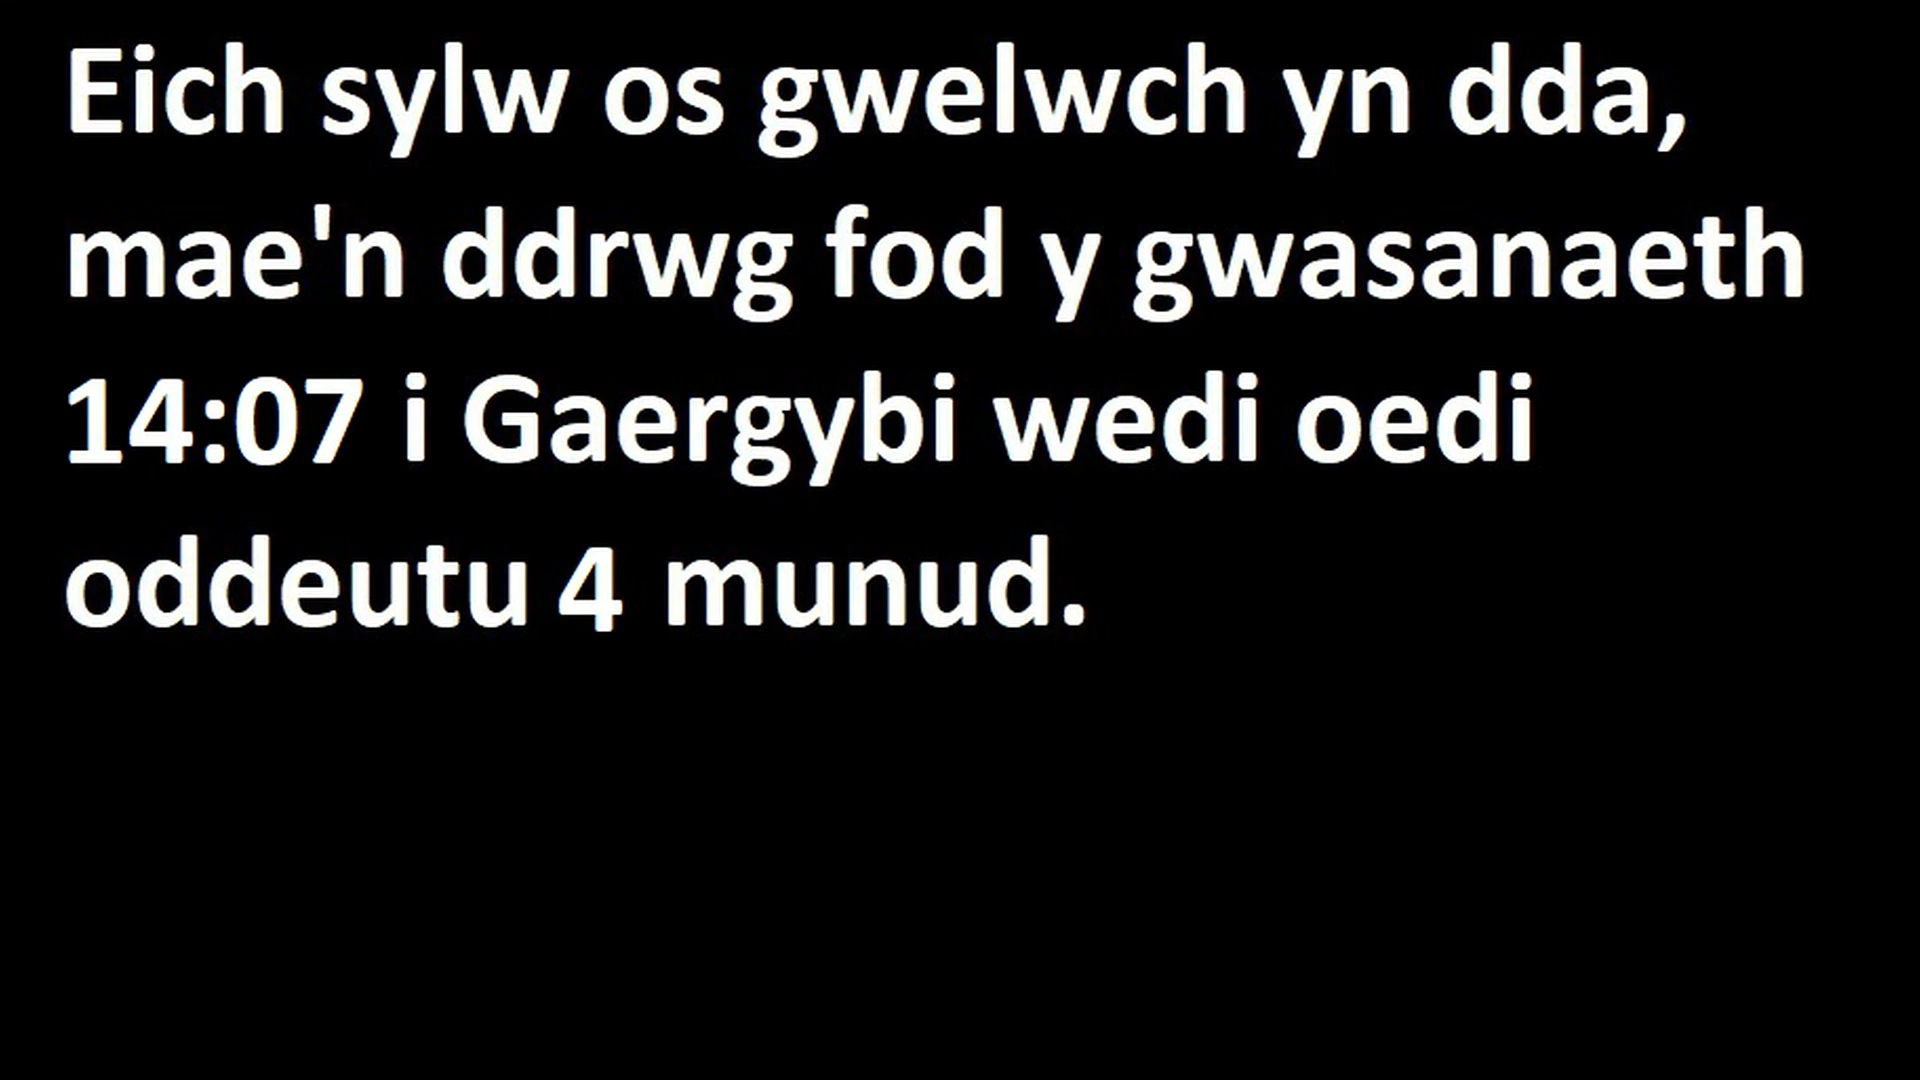 Eich sylw os gwelwch yn dda,
mae'n ddrwg fod y gwasanaeth
14:07 i Gaergybi wedi oedi
oddeutu 4 munud.